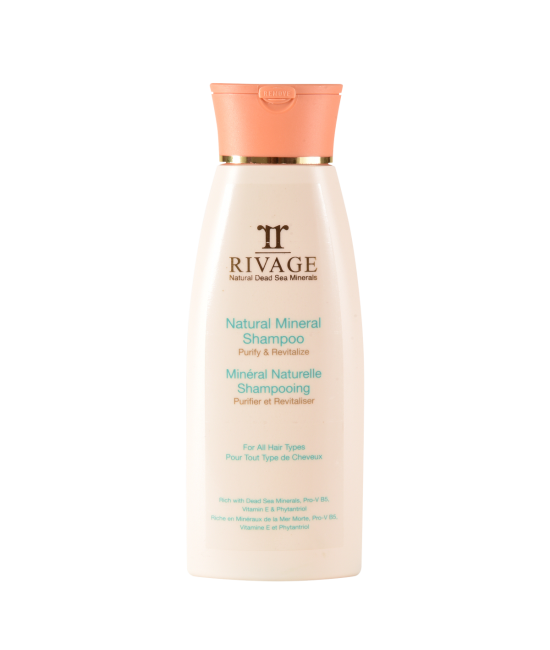 RIVAGE
Natural Dead Sea Minerals
Natural Mineral
Shampoo
Purify & Revitalize
Minéral Naturelle
Shampooing
Purifier et Revitaliser
For All Hair Types
Pour Tout Type de Cheveux
Rich with Dead Sea Minerals, Pro-V B5,
Vitamin E & Phytantriol
Riche en Minéraux de la Mer Morte, Pro-V B5,
Vitamine E et Phytantriol